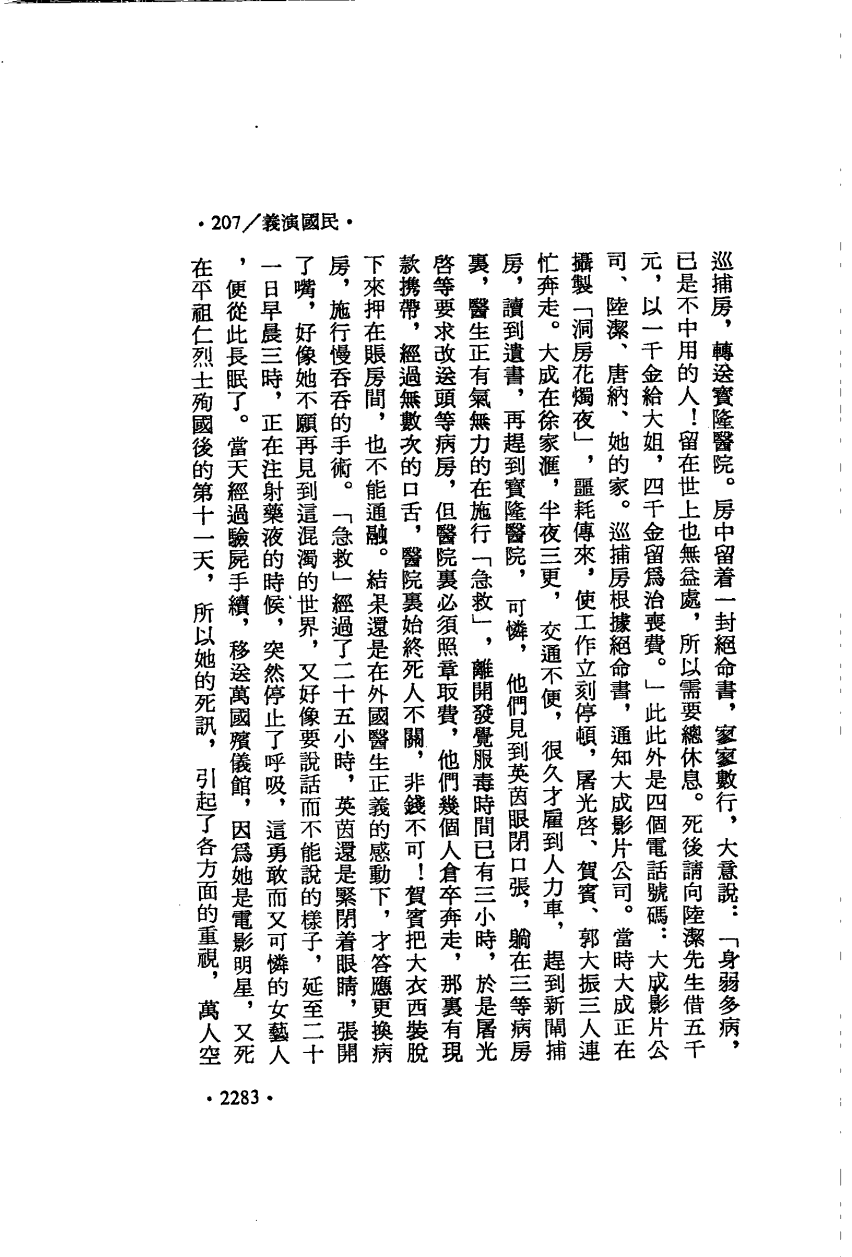 •207／義演國民•
巡捕房，轉送寶隆醫院。房中留着一封絕命書，寥寥數行，大意說：「身弱多病，
已是不中用的人！留在世上也無益處，所以需要總休息。死後請向陸潔先生借五千
元，以一千金給大姐，四千金留爲治喪費。」此此外是四個電話號碼：大成影片公
司、陸潔、唐納、她的家。巡捕房根據絕命書，通知大成影片公司。當時大成正在
攝製「洞房花燭夜」，噩耗傳來，使工作立刻停頓，屠光啓、賀賓、郭大振三人連
忙奔走。大成在徐家滙，半夜三更，交通不便，很久才雇到人力車，趕到新聞捕
房，讀到遺書，再趕到寶隆醫院，可憐，他們見到英茵眼閉口張，躺在三等病房
裏，醫生正有氣無力的在施行「急救」，離開發覺服毒時間已有三小時，於是屠光
啓等要求改送頭等病房，但醫院裏必須照章取費，他們幾個人倉卒奔走，那裏有現
款携帶，經過無數次的口舌，醫院裏始終死人不關，非錢不可！賀賓把大衣西裝脫
下來押在賬房間，也不能通融。結果還是在外國醫生正義的感動下，才答應更換病
房，施行慢吞吞的手術。「急救」經過了二十五小時，英茵還是緊閉着眼睛，張開
了嘴，好像她不願再見到這混濁的世界，又好像要說話而不能說的樣子，延至二十
一日早晨三時，正在注射藥液的時候，突然停止了呼吸，這勇敢而又可憐的女藝人
，便從此長眠了。當天經過驗屍手續，移送萬國殯儀館，因爲她是電影明星，又死
在平祖仁烈士殉國後的第十一天，所以她的死訊，引起了各方面的重視，萬人空
•2283•